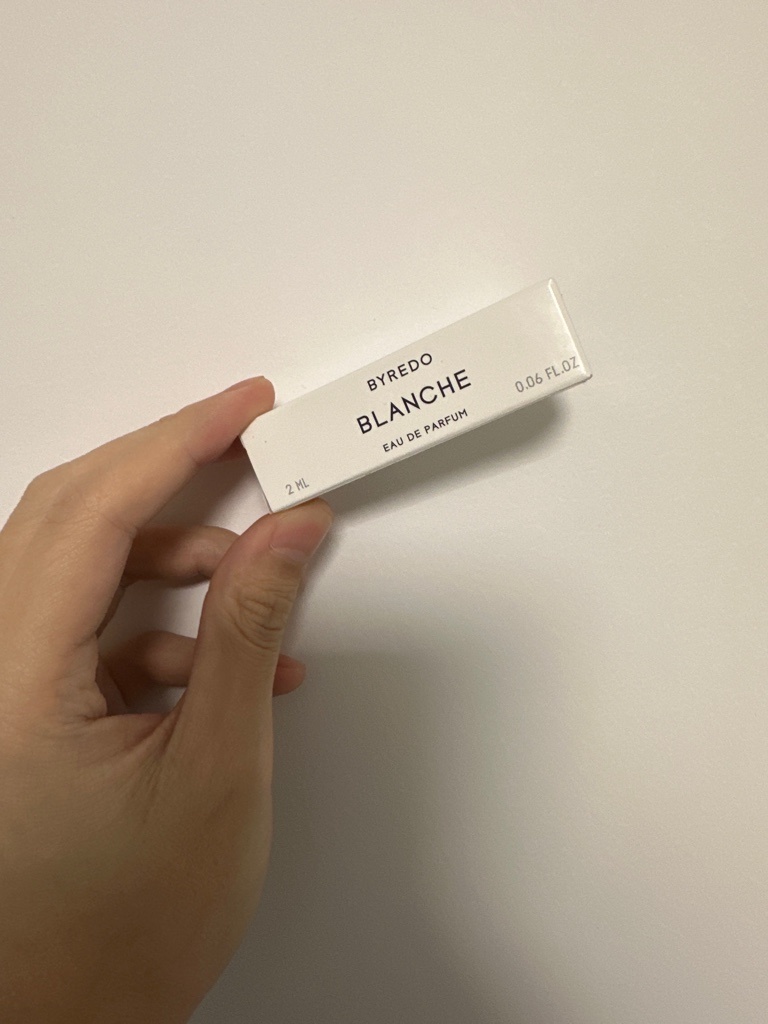 BYREDO
BLANCHE
EAU DE PARFUM
2 ML
0.06 FL.OZ